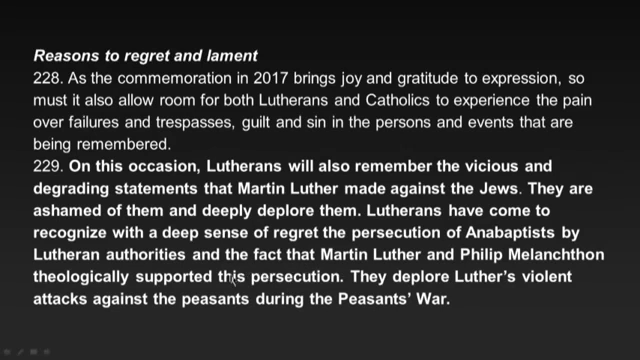 Reasons to regret and lament
228. As the commemoration in 2017 brings joy and gratitude to expression, so
must it also allow room for both Lutherans and Catholics to experience the pain
over failures and trespasses, guilt and sin in the persons and events that are
being remembered.
229. On this occasion, Lutherans will also remember the vicious and
degrading statements that Martin Luther made against the Jews. They are
ashamed of them and deeply deplore them. Lutherans have come to
recognize with a deep sense of regret the persecution of Anabaptists by
Lutheran authorities and the fact that Martin Luther and Philip Melanchthon
theologically supported this persecution. They deplore Luther's violent
attacks against the peasants during the Peasants' War.